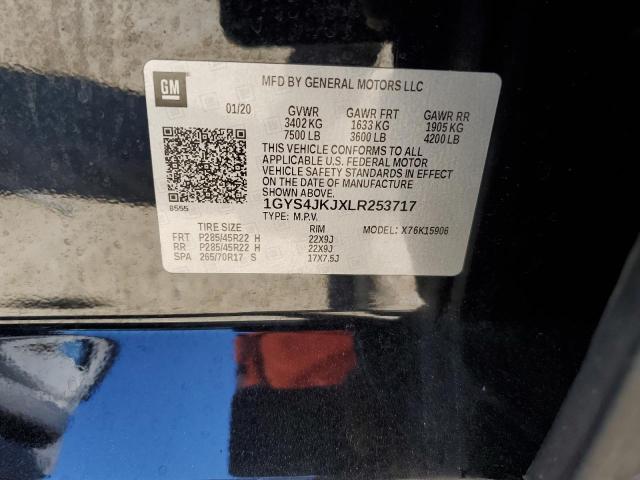 GM
MFD BY GENERAL MOTORS LLC
01/20 GVWR GAWR FRT GAWR RR
3402 KG 1633 KG 1905 KG
7500 LB 3600 LB 4200 LB
THIS VEHICLE CONFORMS TO ALL
APPLICABLE U.S. FEDERAL MOTOR
VEHICLE SAFETY STANDARDS IN EFFECT
ON THE DATE OF MANUFACTURE
SHOWN ABOVE.
8555 1GYS4JKJXLR253717
TYPE: M.P.V. MODEL: X76K15906
TIRE SIZE RIM
FRT P285/45R22 H 22X9J
RR P285/45R22 H 22X9J
SPA 265/70R17 S 17X7.5J